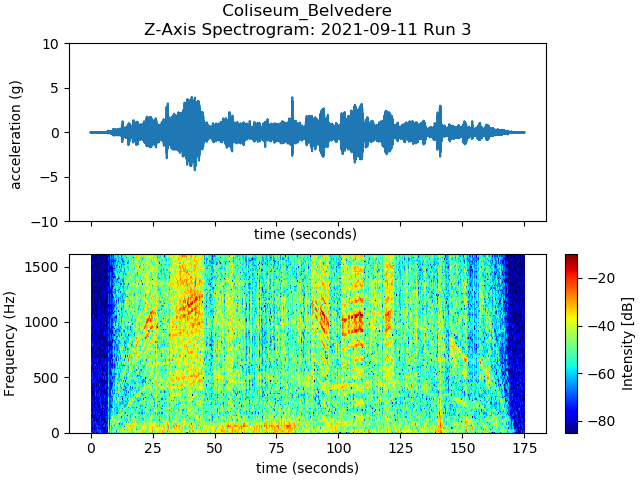 Coliseum_Belvedere
Z-Axis Spectrogram: 2021-09-11 Run 3
10
5
0
−5
−10
acceleration (g)
time (seconds)
1500
1000
500
0
Frequency (Hz)
0 25 50 75 100 125 150 175
time (seconds)
−20
−40
−60
−80
Intensity [dB]